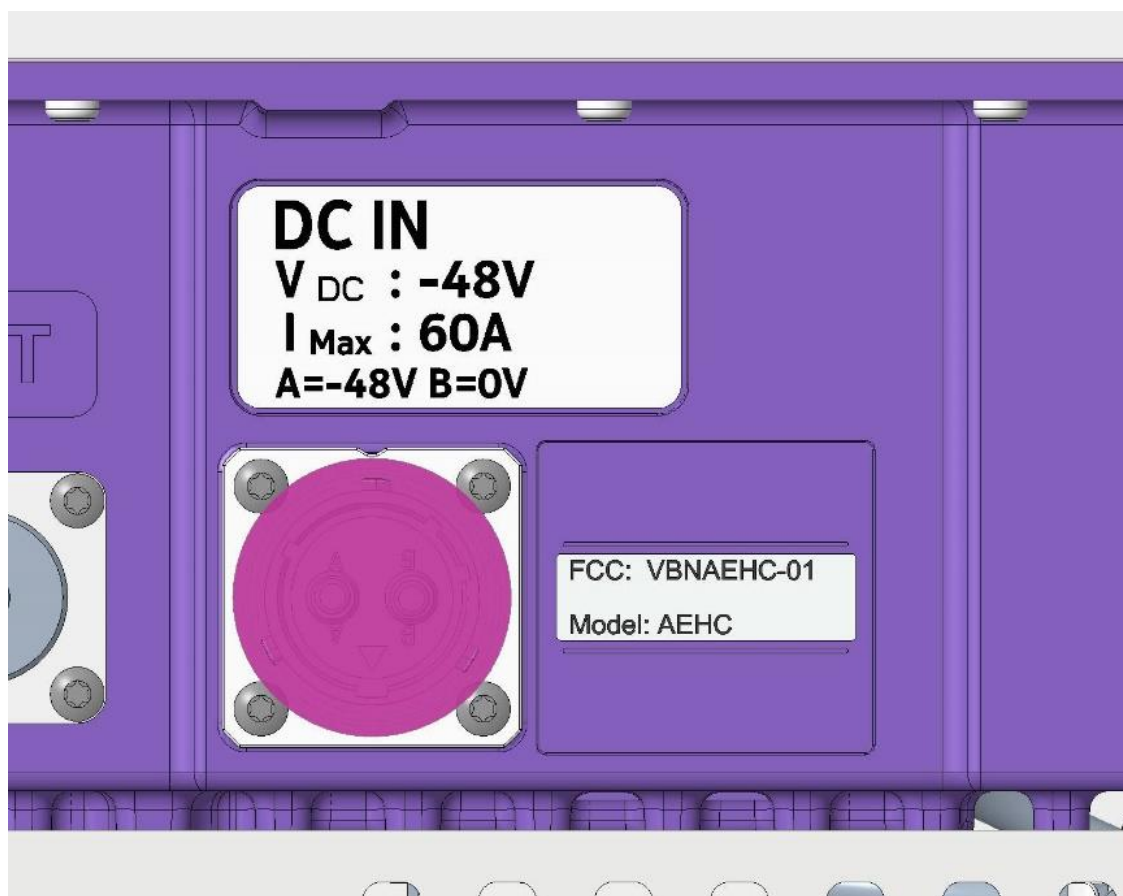 DC IN
V DC : -48V
I Max : 60A
A=-48V B=0V
T
FCC: VBNAEHC-01
Model: AEHC